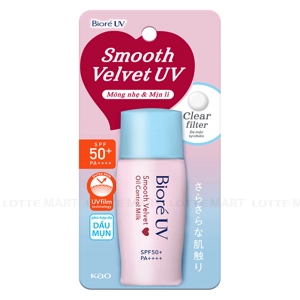 Bioré UV
Smooth
Velvet UV
Mỏng nhẹ & Mịn lì
Clear
filter
SPF
50+
PA++++
UV film
technology
DẦU
MỤN
Bioré UV
Smooth Velvet
Oil Control Milk
SPF50+
PA++++
さらさらな肌触り
Kao
LOTTE MART